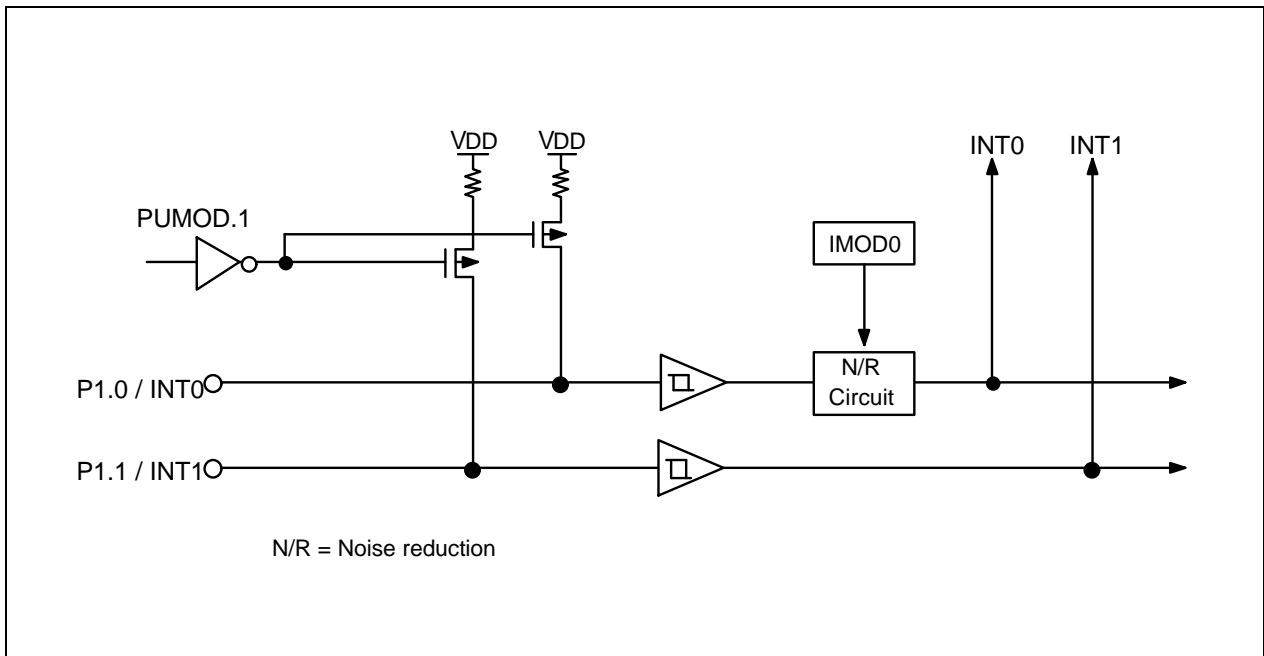 VDD VDD
INT0 INT1
PUMOD.1
IMOD0
N/R
Circuit
P1.0 / INT0
P1.1 / INT1
N/R = Noise reduction